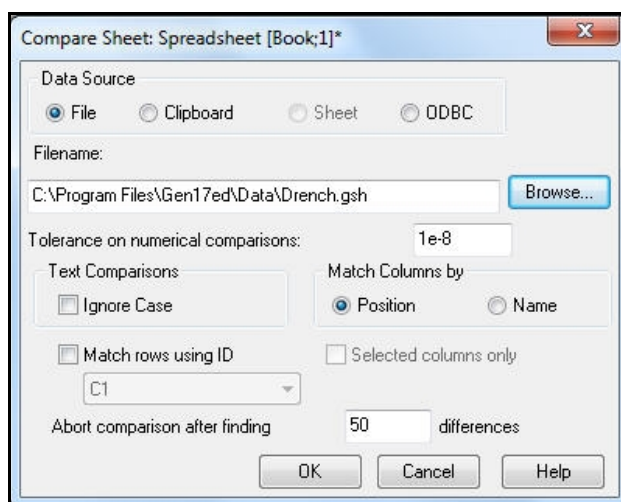 Compare Sheet: Spreadsheet [Book;1]*
Data Source
File Clipboard Sheet ODBC
Filename:
C:\Program Files\Gen17ed\Data\Drench.gsh Browse...
Tolerance on numerical comparisons: 1e-8
Text Comparisons Match Columns by
Ignore Case Position Name
Match rows using ID Selected columns only
C1
Abort comparison after finding 50 differences
OK Cancel Help